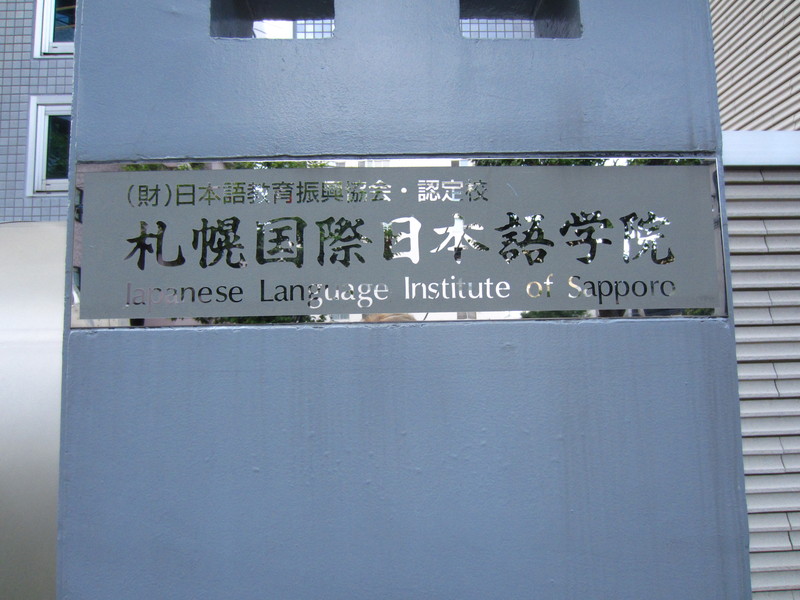 (財)日本語教育振興協会・認定校
札幌国際日本語学院
Japanese Language Institute of Sapporo